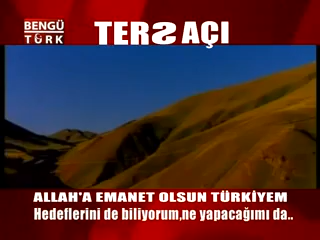 BENGÜ
TÜRK
TERS AÇI
ALLAH'A EMANET OLSUN TÜRKİYEM
Hedeflerini de biliyorum,ne yapacağımı da..